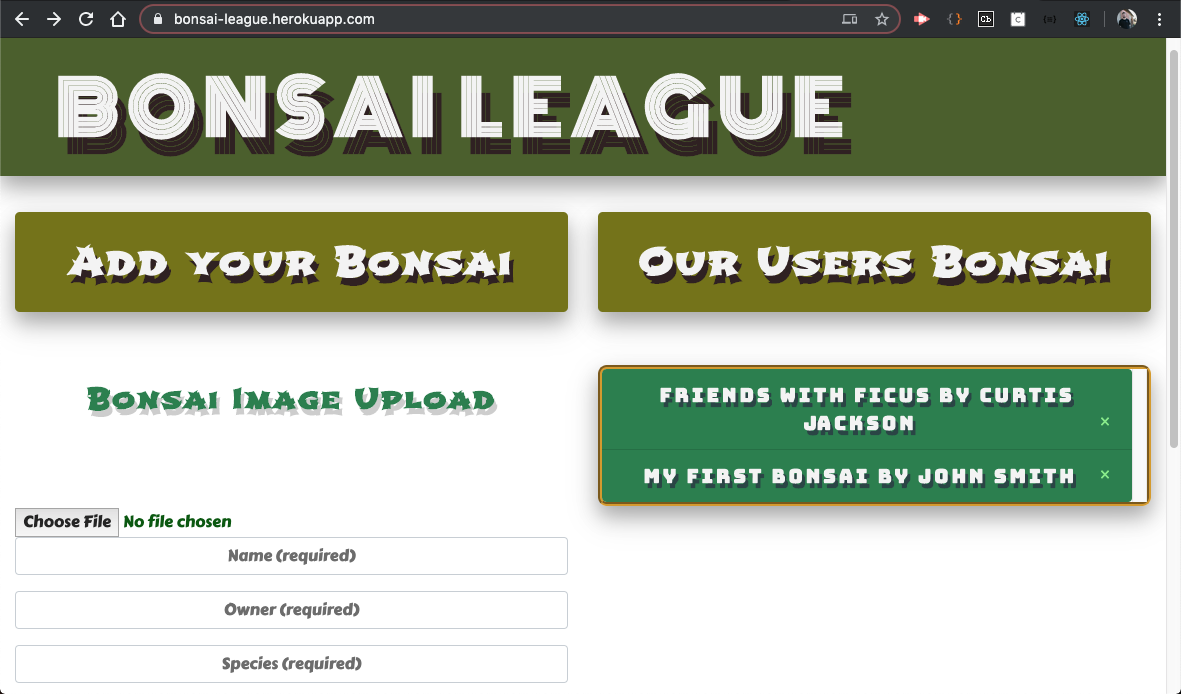 bonsai-league.herokuapp.com
BONSAI LEAGUE
Add your Bonsai
Our Users Bonsai
Bonsai Image Upload
FRIENDS WITH FICUS BY CURTIS
JACKSON
×
MY FIRST BONSAI BY JOHN SMITH
×
Choose File No file chosen
Name (required)
Owner (required)
Species (required)